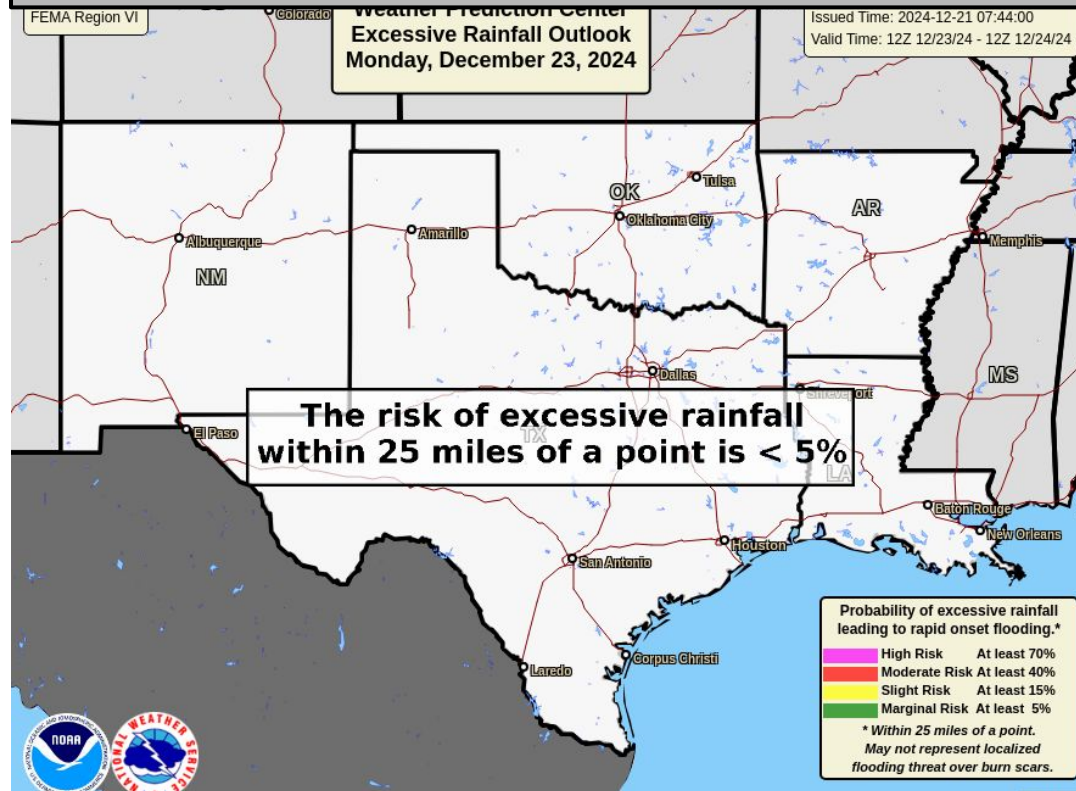 FEMA Region VI
Colorado
Weather Prediction Center
Excessive Rainfall Outlook
Monday, December 23, 2024
Issued Time: 2024-12-21 07:44:00
Valid Time: 12Z 12/23/24 - 12Z 12/24/24
Tulsa
OK
AR
Oklahoma City
Amarillo
Albuquerque
Memphis
NM
Dallas
MS
Shreveport
The risk of excessive rainfall
within 25 miles of a point is < 5%
El Paso
TX
LA
Baton Rouge
New Orleans
Houston
San Antonio
Corpus Christi
Laredo
Probability of excessive rainfall
leading to rapid onset flooding.*
High Risk At least 70%
Moderate Risk At least 40%
Slight Risk At least 15%
Marginal Risk At least 5%
* Within 25 miles of a point.
May not represent localized
flooding threat over burn scars.
NOAA
NATIONAL WEATHER SERVICE